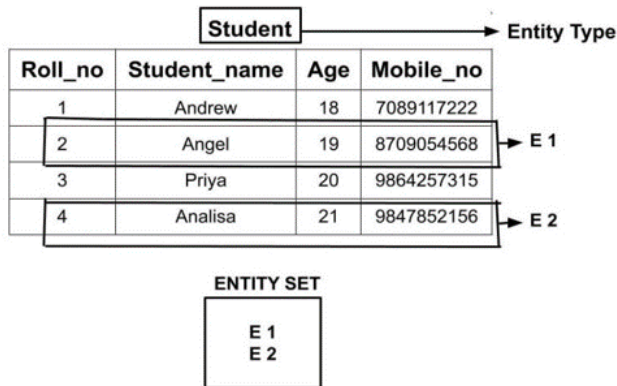 Student Entity Type
Roll_no Student_name Age Mobile_no
1 Andrew 18 7089117222
2 Angel 19 8709054568 E 1
3 Priya 20 9864257315
4 Analisa 21 9847852156 E 2
ENTITY SET
E 1
E 2